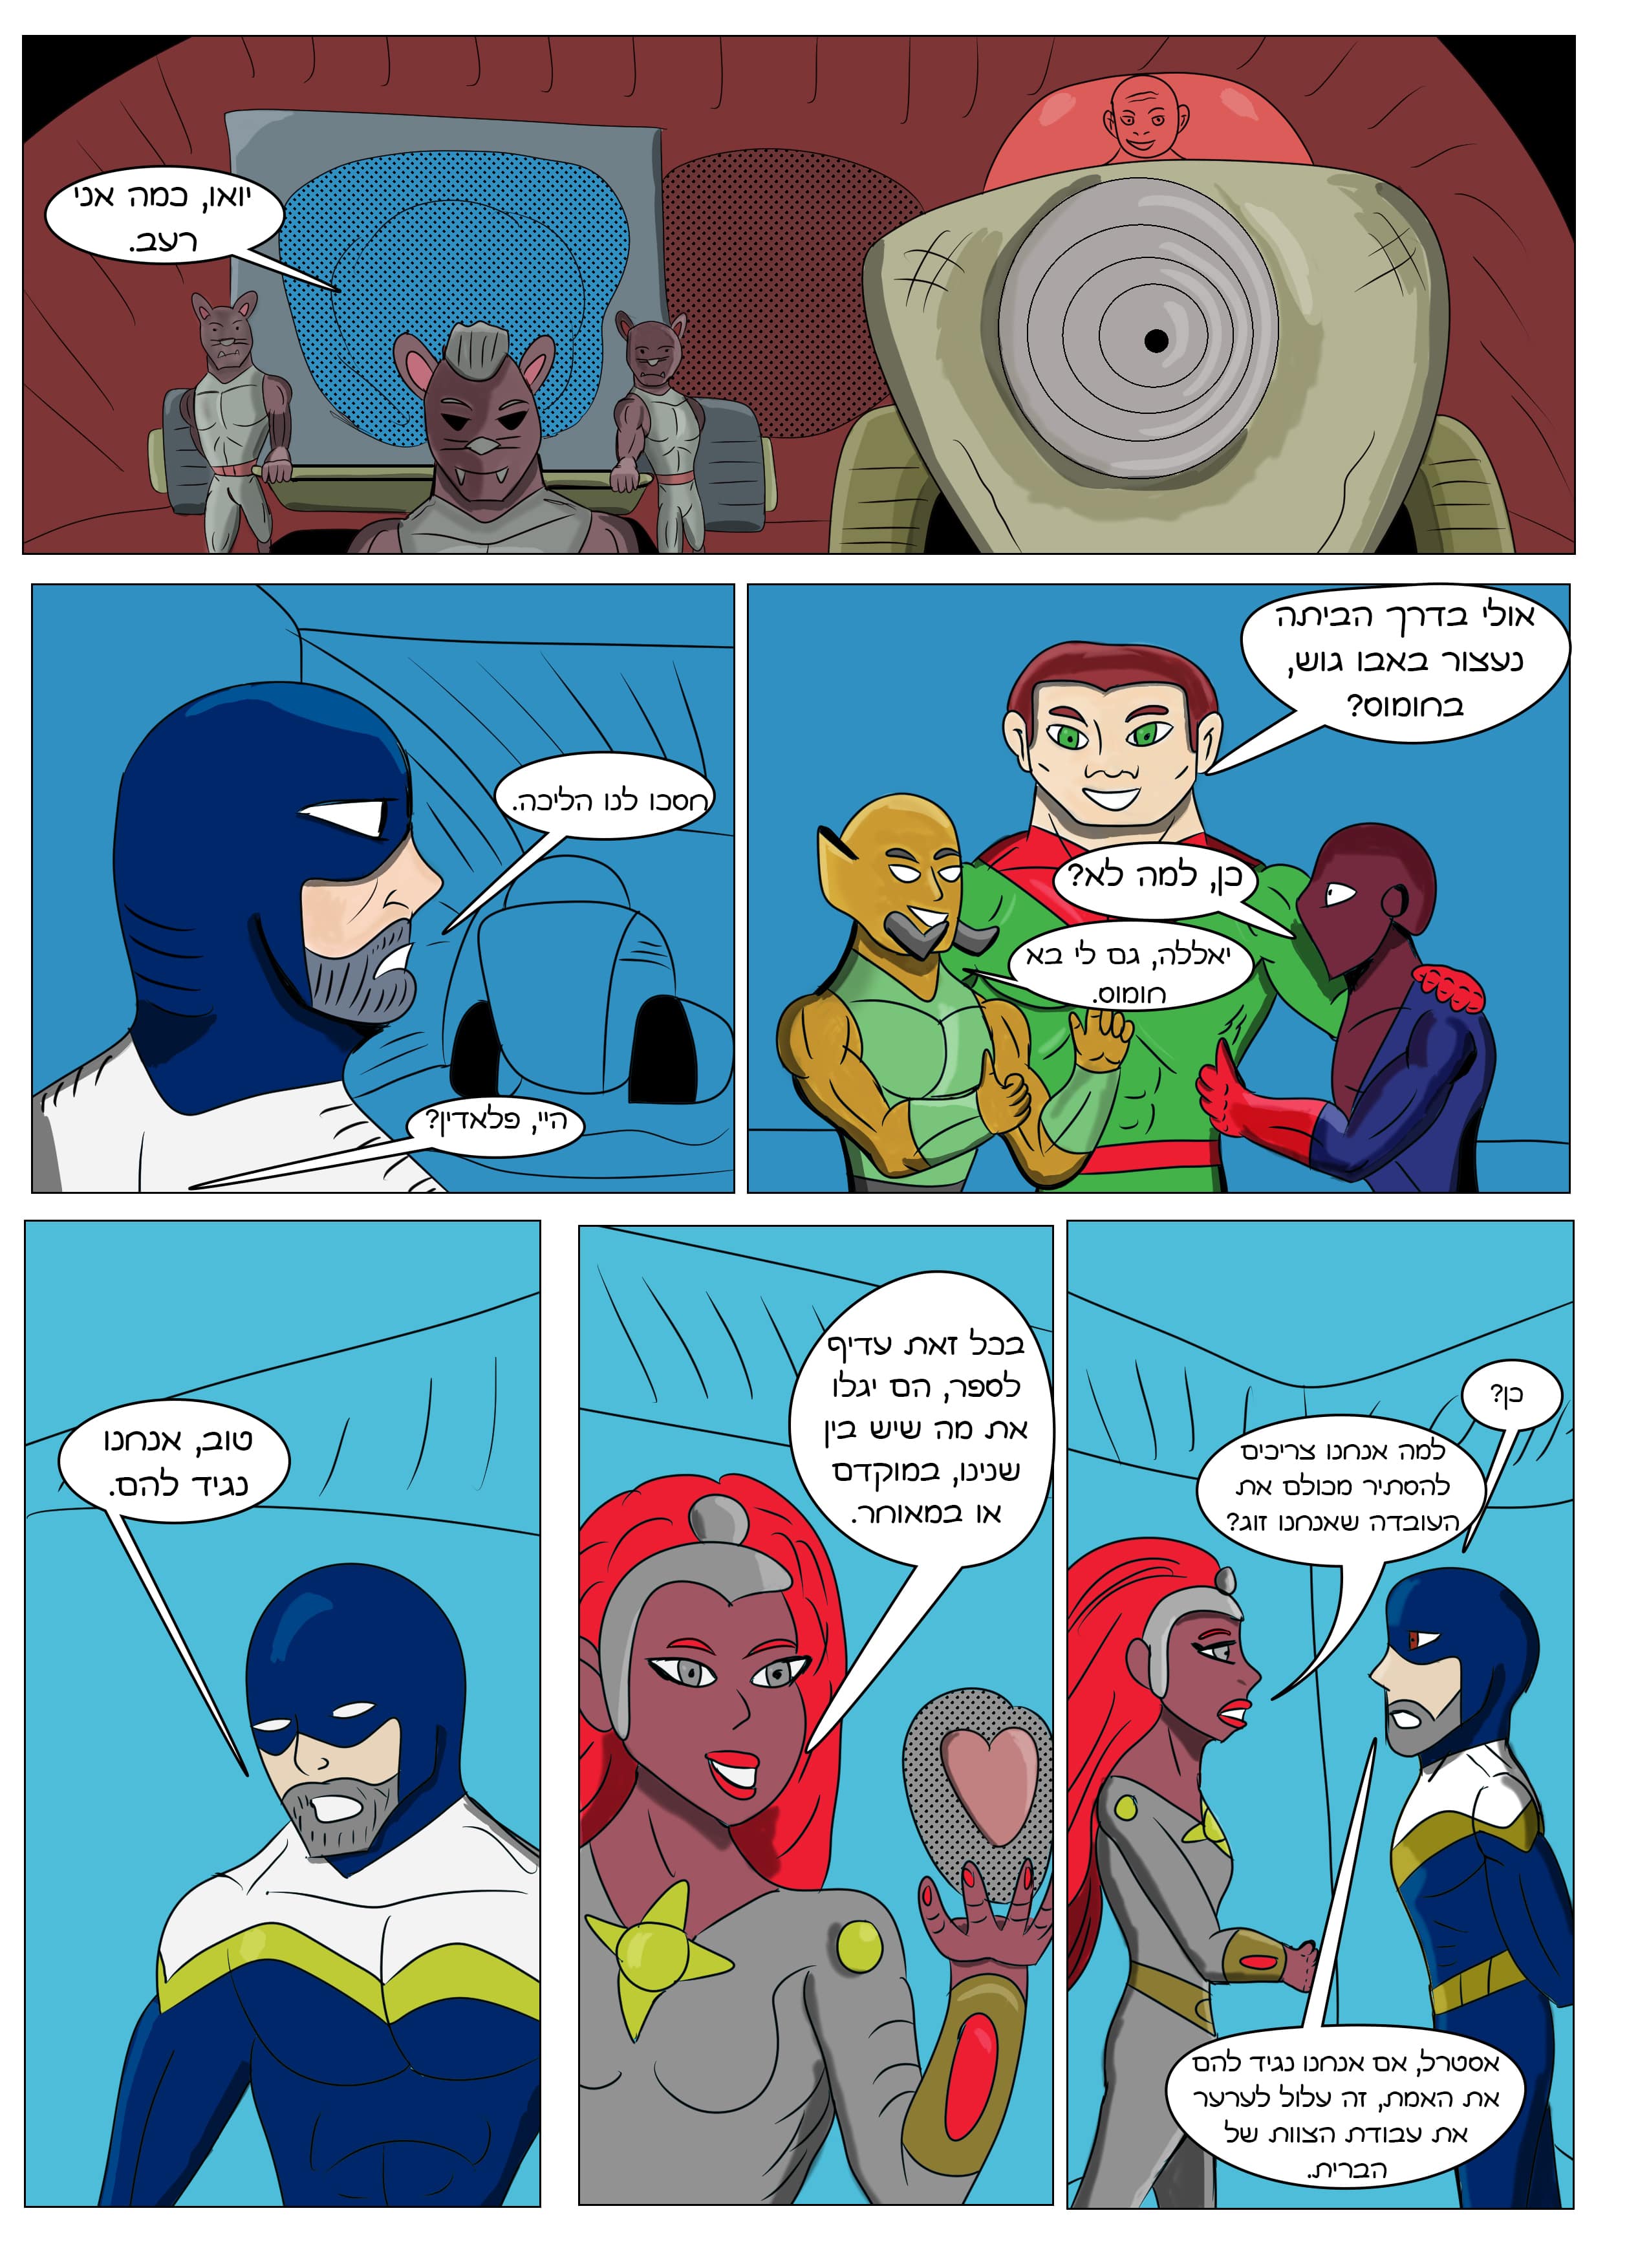 יואו, כמה אני
רעב.
אולי בדרך הביתה
נעצור באבו גוש,
בחומוס?
כן, למה לא?
יאללה, גם לי בא
חומוס.
חסכו לנו הליכה.
היי, פלאדין?
כן?
למה אנחנו צריכים
להסתיר מכולם את
העובדה שאנחנו זוג?
אסטרל, אם אנחנו נגיד להם
את האמת, זה עלול לערער
את עבודת הצוות של
הברית.
בכל זאת עדיף
לספר, הם יגלו
את מה שיש בין
שנינו, במוקדם
או במאוחר.
טוב, אנחנו
נגיד להם.